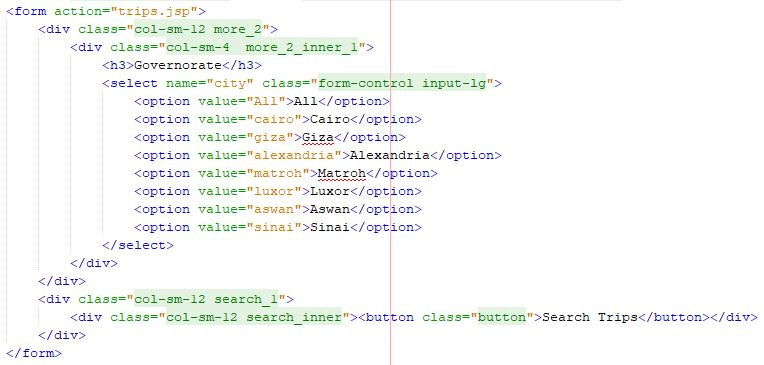 <form action="trips.jsp">
<div class="col-sm-12 more_2">
<div class="col-sm-4  more_2_inner_1">
<h3>Governorate</h3>
<select name="city" class="form-control input-lg">
<option value="All">All</option>
<option value="cairo">Cairo</option>
<option value="giza">Giza</option>
<option value="alexandria">Alexandria</option>
<option value="matroh">Matroh</option>
<option value="luxor">Luxor</option>
<option value="aswan">Aswan</option>
<option value="sinai">Sinai</option>
</select>
</div>
</div>
<div class="col-sm-12 search_1">
<div class="col-sm-12 search_inner"><button class="button">Search Trips</button></div>
</div>
</form>